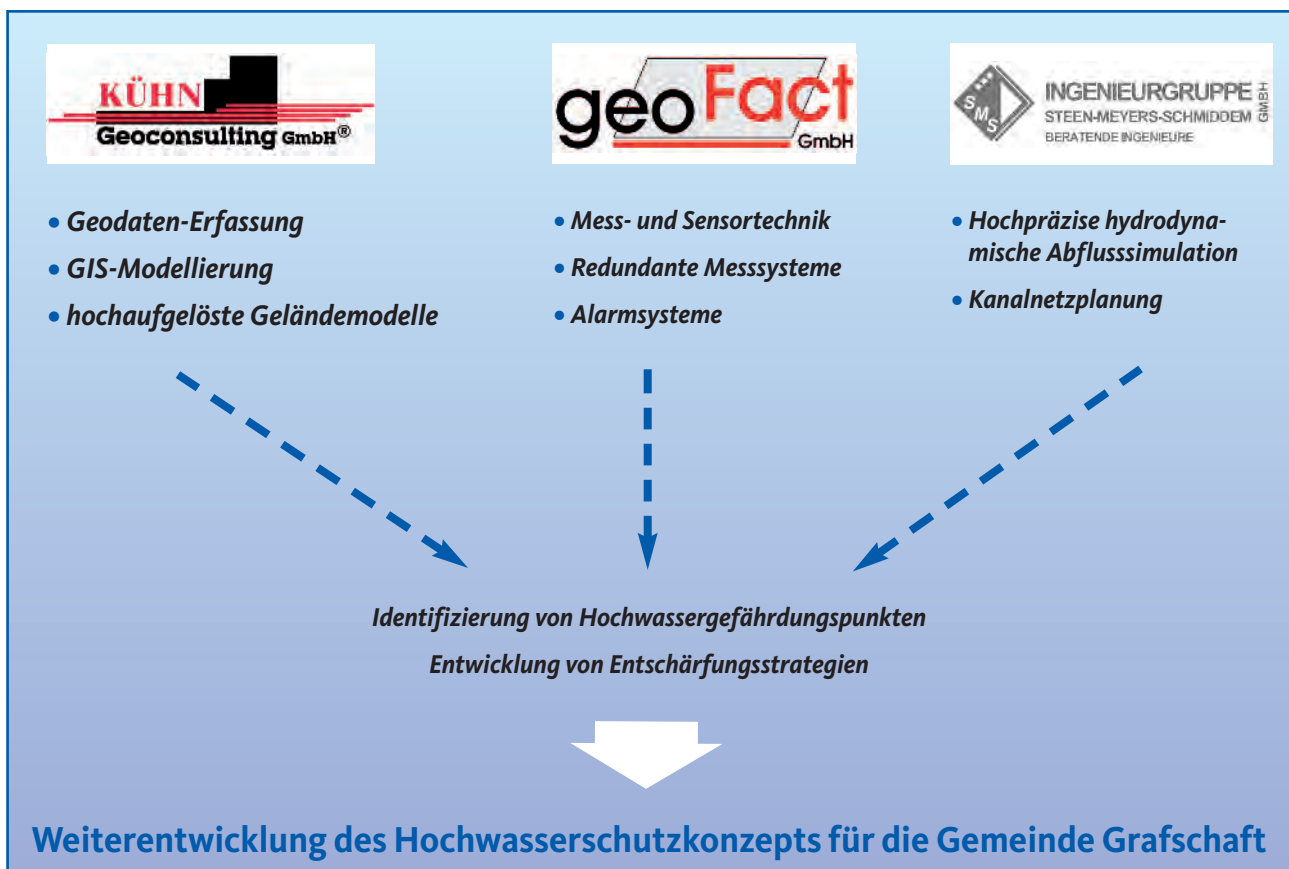 KÜHN
Geoconsulting GmbH®
geoFact
GmbH
SMS
INGENIEURGRUPPE
STEEN-MEYERS-SCHMIDDEM
GMBH
BERATENDE INGENIEURE
• Geodaten-Erfassung
• GIS-Modellierung
• hochaufgelöste Geländemodelle
• Mess- und Sensortechnik
• Redundante Messsysteme
• Alarmsysteme
• Hochpräzise hydrodyna-
mische Abflusssimulation
• Kanalnetzplanung
Identifizierung von Hochwassergefährdungspunkten
Entwicklung von Entschärfungsstrategien
Weiterentwicklung des Hochwasserschutzkonzepts für die Gemeinde Grafschaft